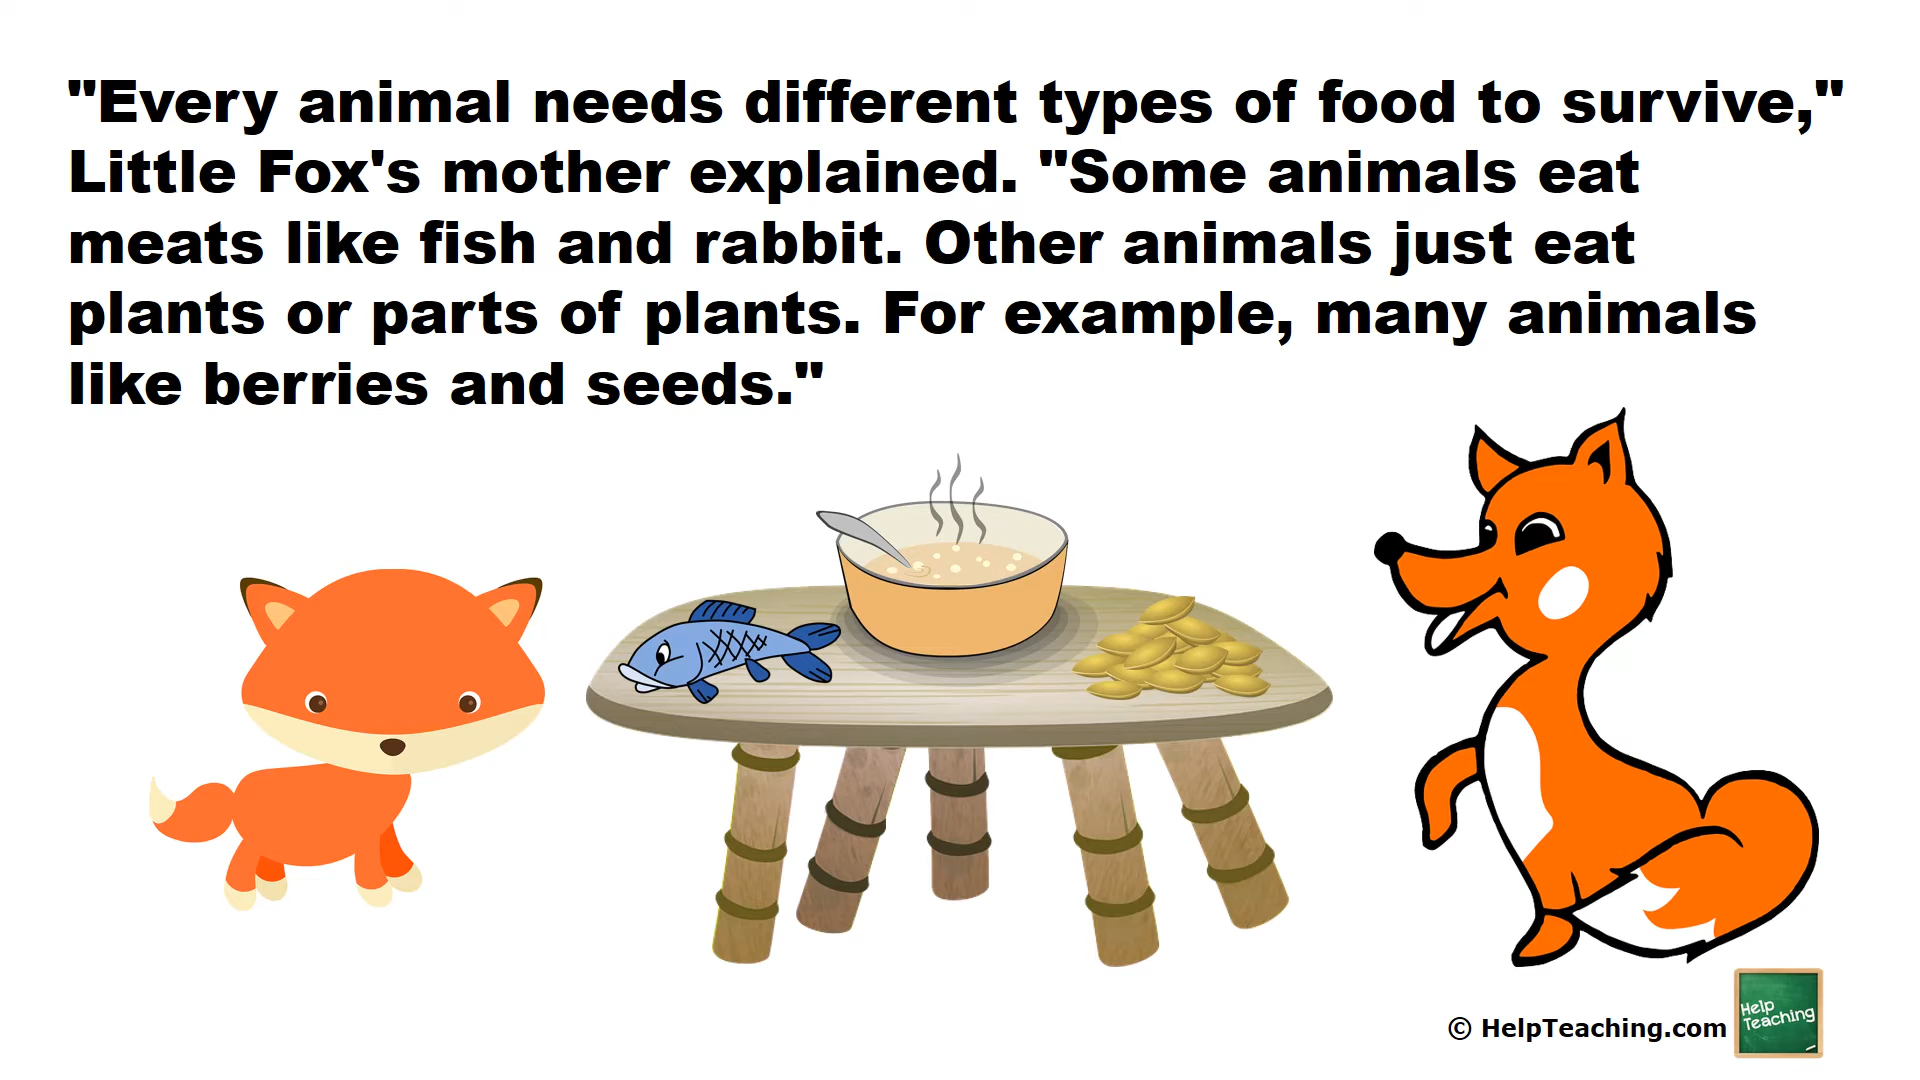 "Every animal needs different types of food to survive,"
Little Fox's mother explained. "Some animals eat
meats like fish and rabbit. Other animals just eat
plants or parts of plants. For example, many animals
like berries and seeds."
© HelpTeaching.com
Help
Teaching